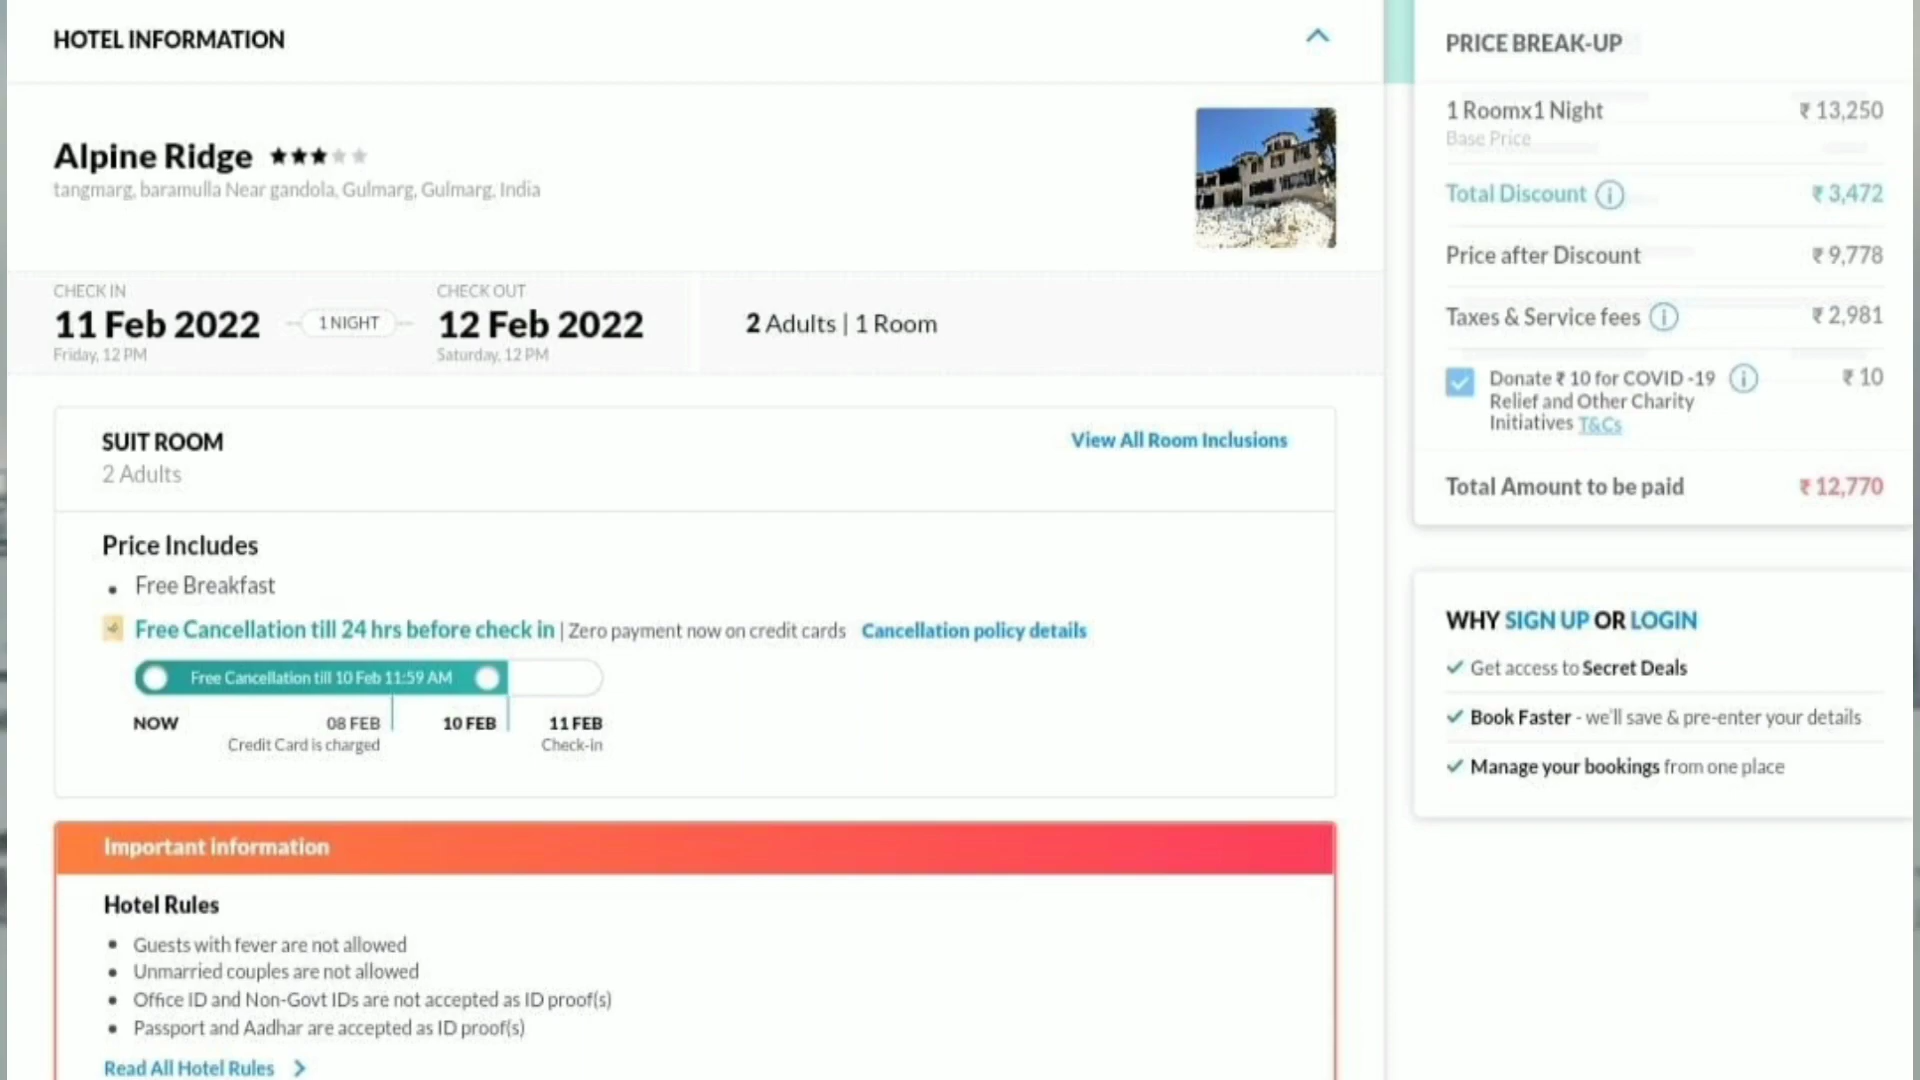 HOTEL INFORMATION
Alpine Ridge
tangmarg, baramulla Near gandola, Gulmarg, Gulmarg, India
CHECK IN
11 Feb 2022
Friday, 12 PM
1 NIGHT
CHECK OUT
12 Feb 2022
Saturday, 12 PM
2 Adults | 1 Room
SUIT ROOM
2 Adults
View All Room Inclusions
Price Includes
• Free Breakfast
Free Cancellation till 24 hrs before check in | Zero payment now on credit cards Cancellation policy details
Free Cancellation till 10 Feb 11:59 AM
NOW 08 FEB 10 FEB 11 FEB
Credit Card is charged Check-in
Important information
Hotel Rules
• Guests with fever are not allowed
• Unmarried couples are not allowed
• Office ID and Non-Govt IDs are not accepted as ID proof(s)
• Passport and Aadhar are accepted as ID proof(s)
Read All Hotel Rules
PRICE BREAK-UP
1 Roomx1 Night ₹ 13,250
Base Price
Total Discount ₹ 3,472
Price after Discount ₹ 9,778
Taxes & Service fees ₹ 2,981
Donate ₹ 10 for COVID -19 ₹ 10
Relief and Other Charity
Initiatives T&Cs
Total Amount to be paid ₹ 12,770
WHY SIGN UP OR LOGIN
Get access to Secret Deals
Book Faster - we'll save & pre-enter your details
Manage your bookings from one place